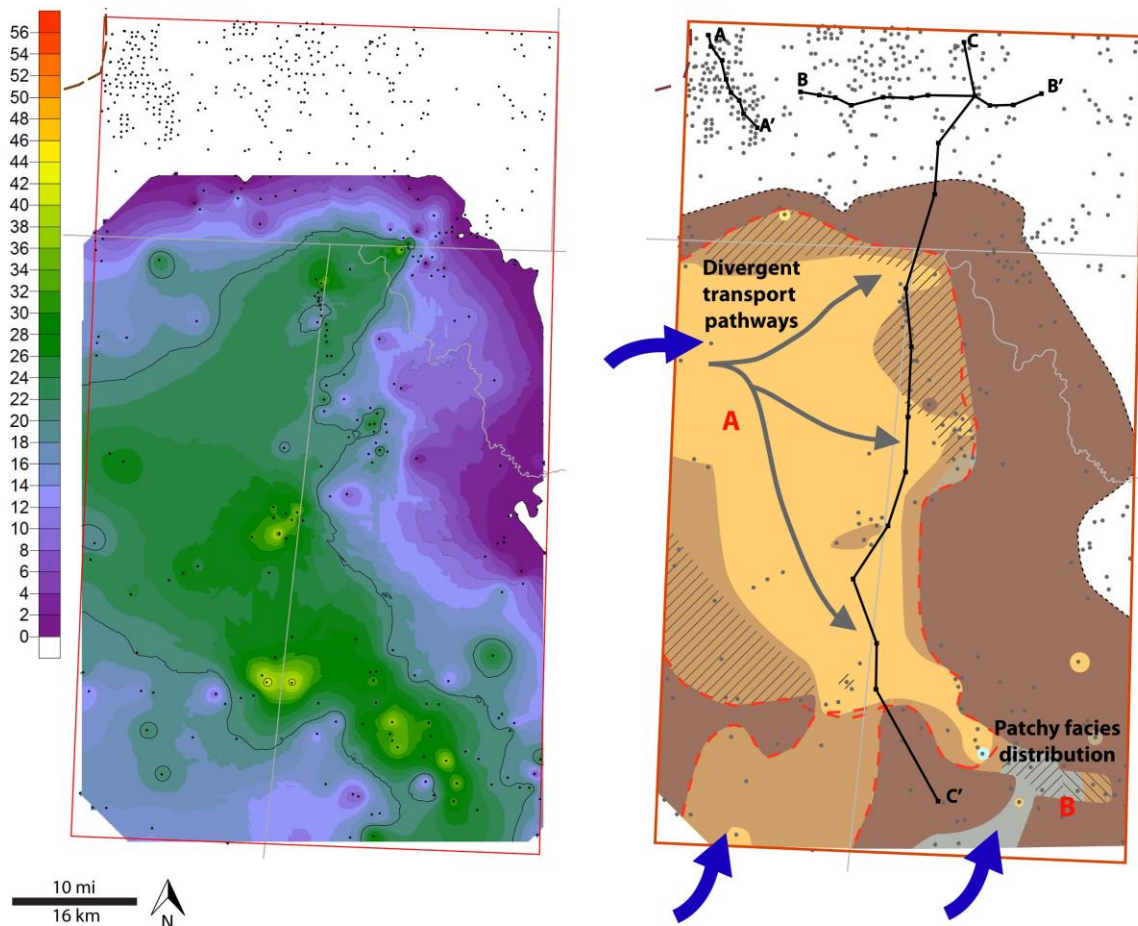 56
54
52
50
48
46
44
42
40
38
36
34
32
30
28
26
24
22
20
18
16
14
12
10
8
6
4
2
0
10 mi
16 km
N
A
A'
B
B'
C
Divergent
transport
pathways
A
Patchy facies
distribution
B
C'